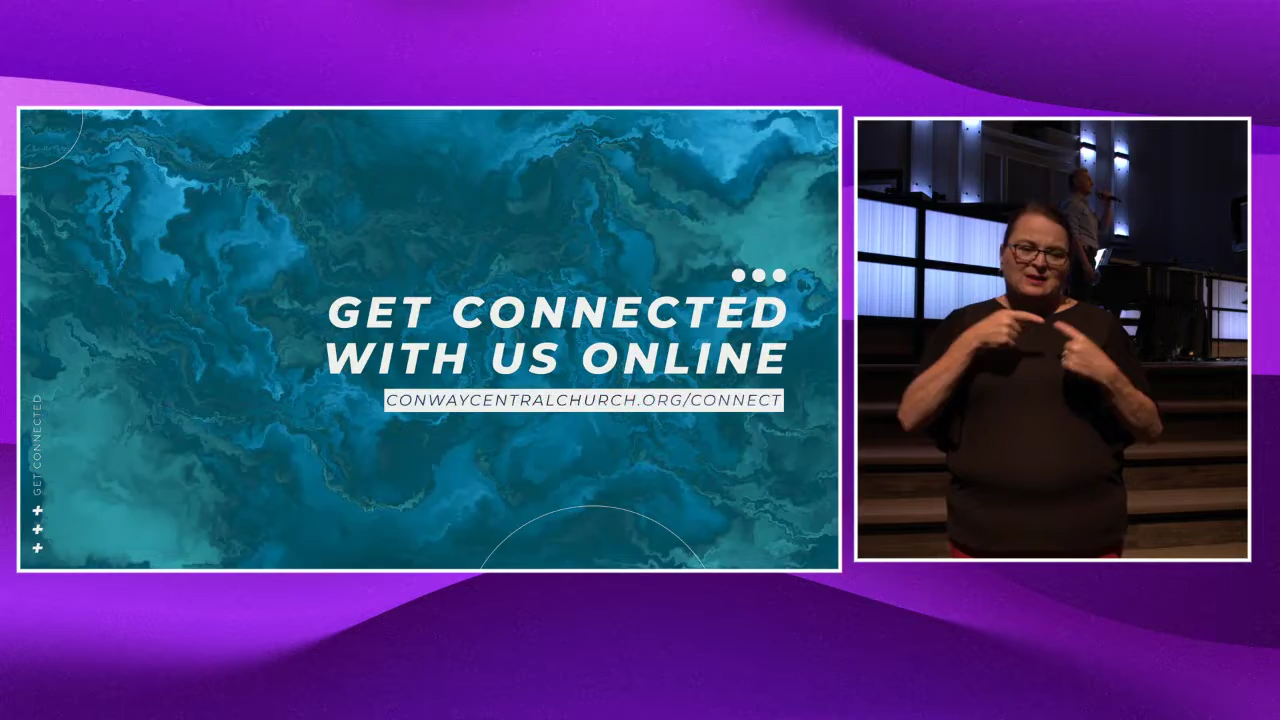 GET CONNECTED
WITH US ONLINE
CONWAYCENTRALCHURCH.ORG/CONNECT
GET CONNECTED